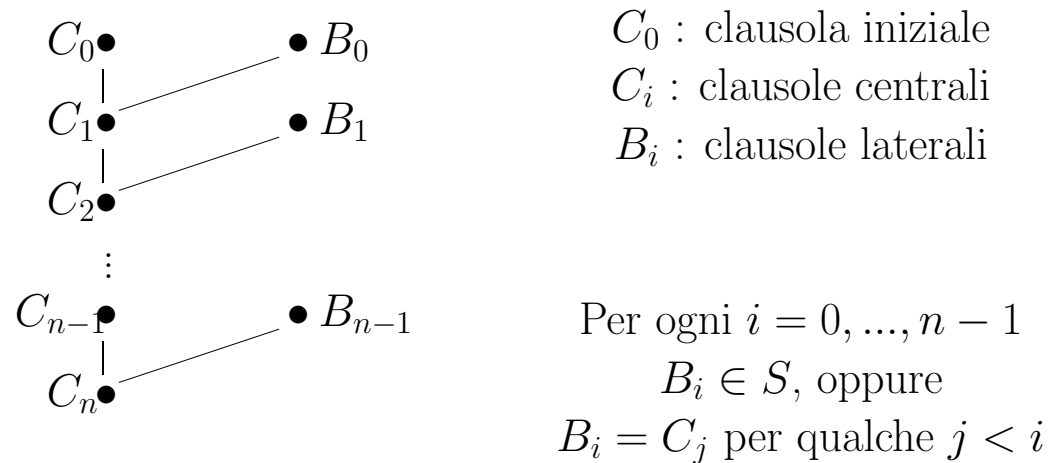 C₀ B₀
C₁ B₁
C₂
⋮
Cₙ₋₁ Bₙ₋₁
Cₙ
C₀ : clausola iniziale
Cᵢ : clausole centrali
Bᵢ : clausole laterali
Per ogni i = 0, ..., n − 1
Bᵢ ∈ S, oppure
Bᵢ = Cⱼ per qualche j < i